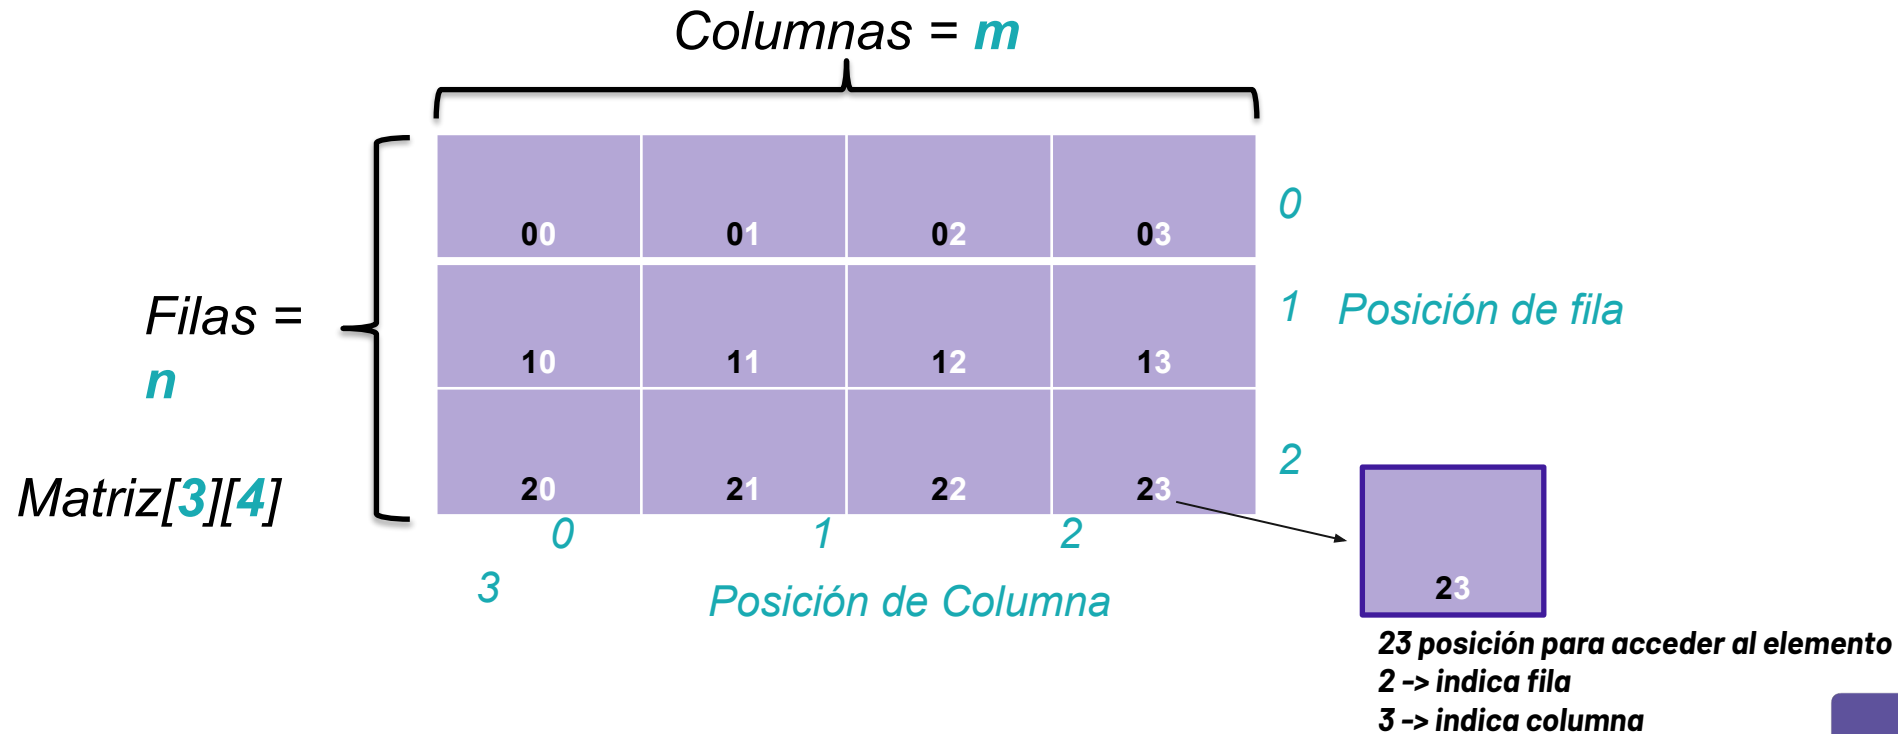 Columnas = m
00 01 02 03 0
Filas =
n
10 11 12 13 1 Posición de fila
Matriz[3][4]
20 21 22 23 2
0 1 2
3 Posición de Columna
23
23 posición para acceder al elemento
2 -> indica fila
3 -> indica columna